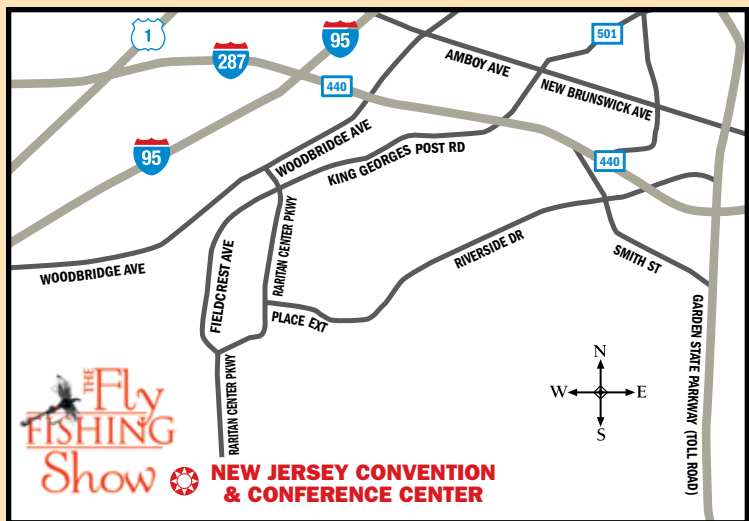 1
95
501
287
AMBOY AVE
440
NEW BRUNSWICK AVE
WOODBRIDGE AVE
95
KING GEORGES POST RD
440
RARITAN CENTER PKWY
FIELDCREST AVE
RIVERSIDE DR
SMITH ST
WOODBRIDGE AVE
PLACE EXT
GARDEN STATE PARKWAY (TOLL ROAD)
N
W E
S
RARITAN CENTER PKWY
THE
Fly
FISHING
Show
NEW JERSEY CONVENTION
& CONFERENCE CENTER